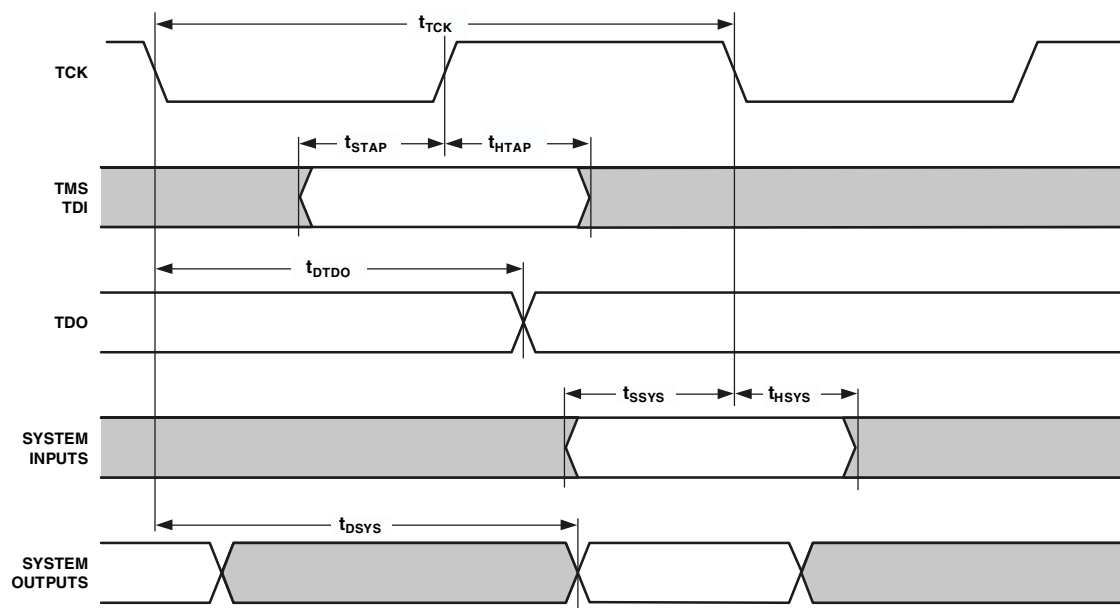 tTCK
TCK
tSTAP
tHTAP
TMS
TDI
tDTDO
TDO
tSSYS
tHSYS
SYSTEM
INPUTS
tDSYS
SYSTEM
OUTPUTS